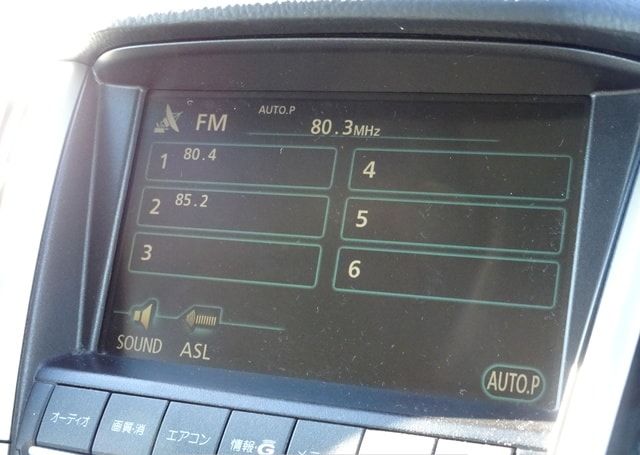 AUTO.P
FM 80.3MHz
1 80.4
4
2 85.2
5
3
6
SOUND ASL
AUTO.P
オーディオ 画質・消 エアコン 情報・G